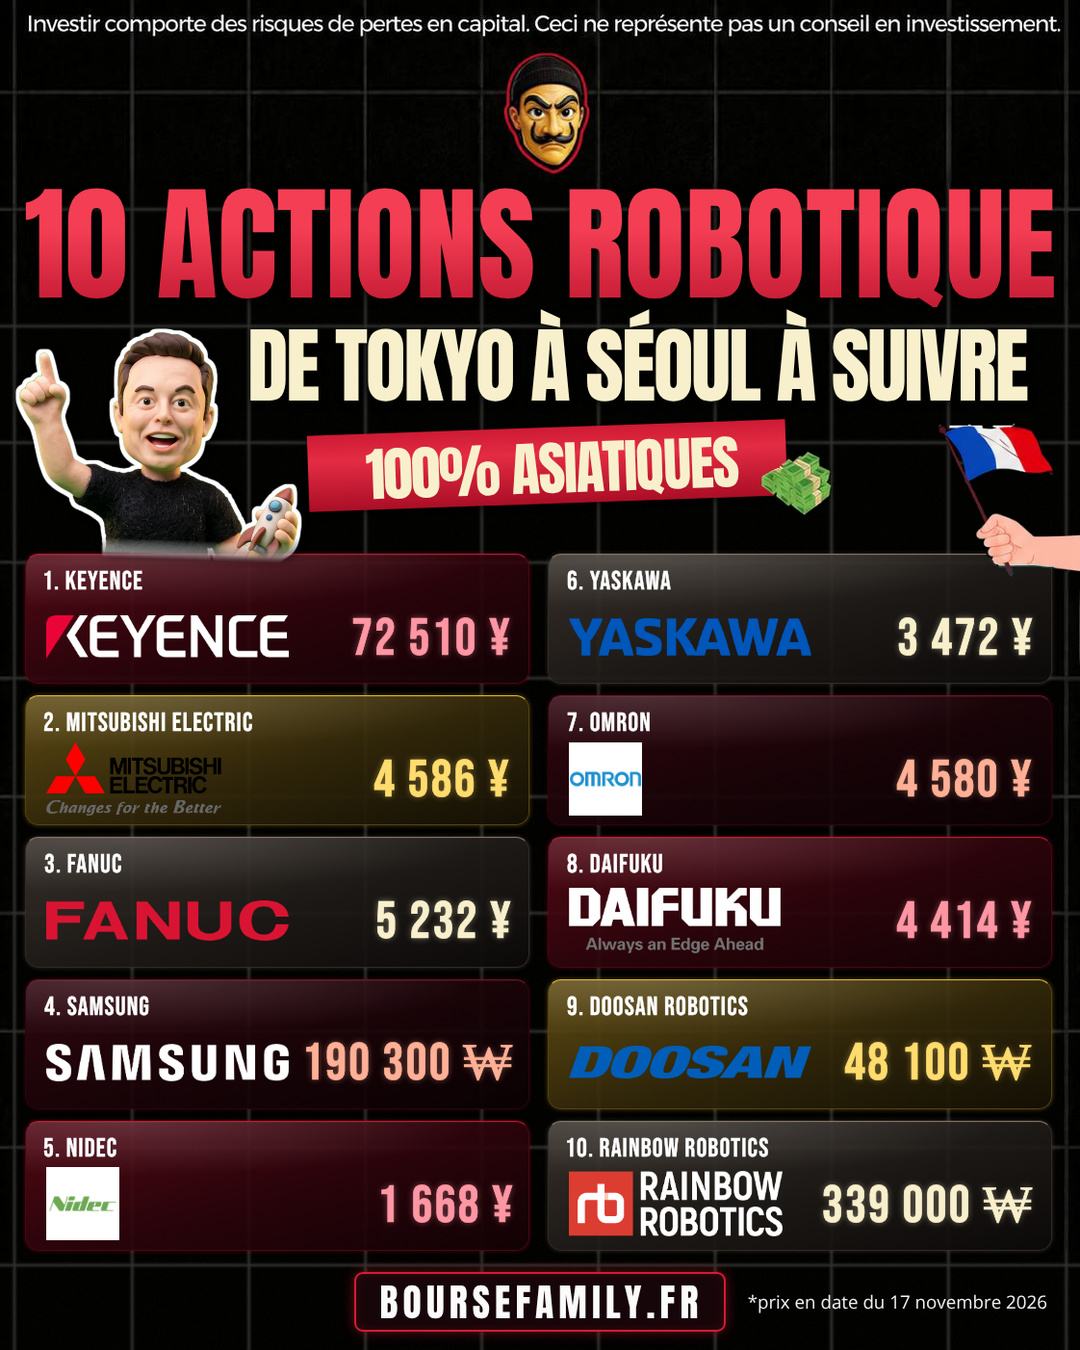 Investir comporte des risques de pertes en capital. Ceci ne représente pas un conseil en investissement.
10 ACTIONS ROBOTIQUE
DE TOKYO À SÉOUL À SUIVRE
100% ASIATIQUES
1. KEYENCE
KEYENCE 72 510 ¥
2. MITSUBISHI ELECTRIC
MITSUBISHI
ELECTRIC
Changes for the Better
4 586 ¥
3. FANUC
FANUC 5 232 ¥
4. SAMSUNG
SAMSUNG 190 300 ₩
5. NIDEC
Nidec 1 668 ¥
6. YASKAWA
YASKAWA 3 472 ¥
7. OMRON
OMRON 4 580 ¥
8. DAIFUKU
DAIFUKU
Always an Edge Ahead
4 414 ¥
9. DOOSAN ROBOTICS
DOOSAN 48 100 ₩
10. RAINBOW ROBOTICS
rb RAINBOW
ROBOTICS
339 000 ₩
BOURSEFAMILY.FR
*prix en date du 17 novembre 2026